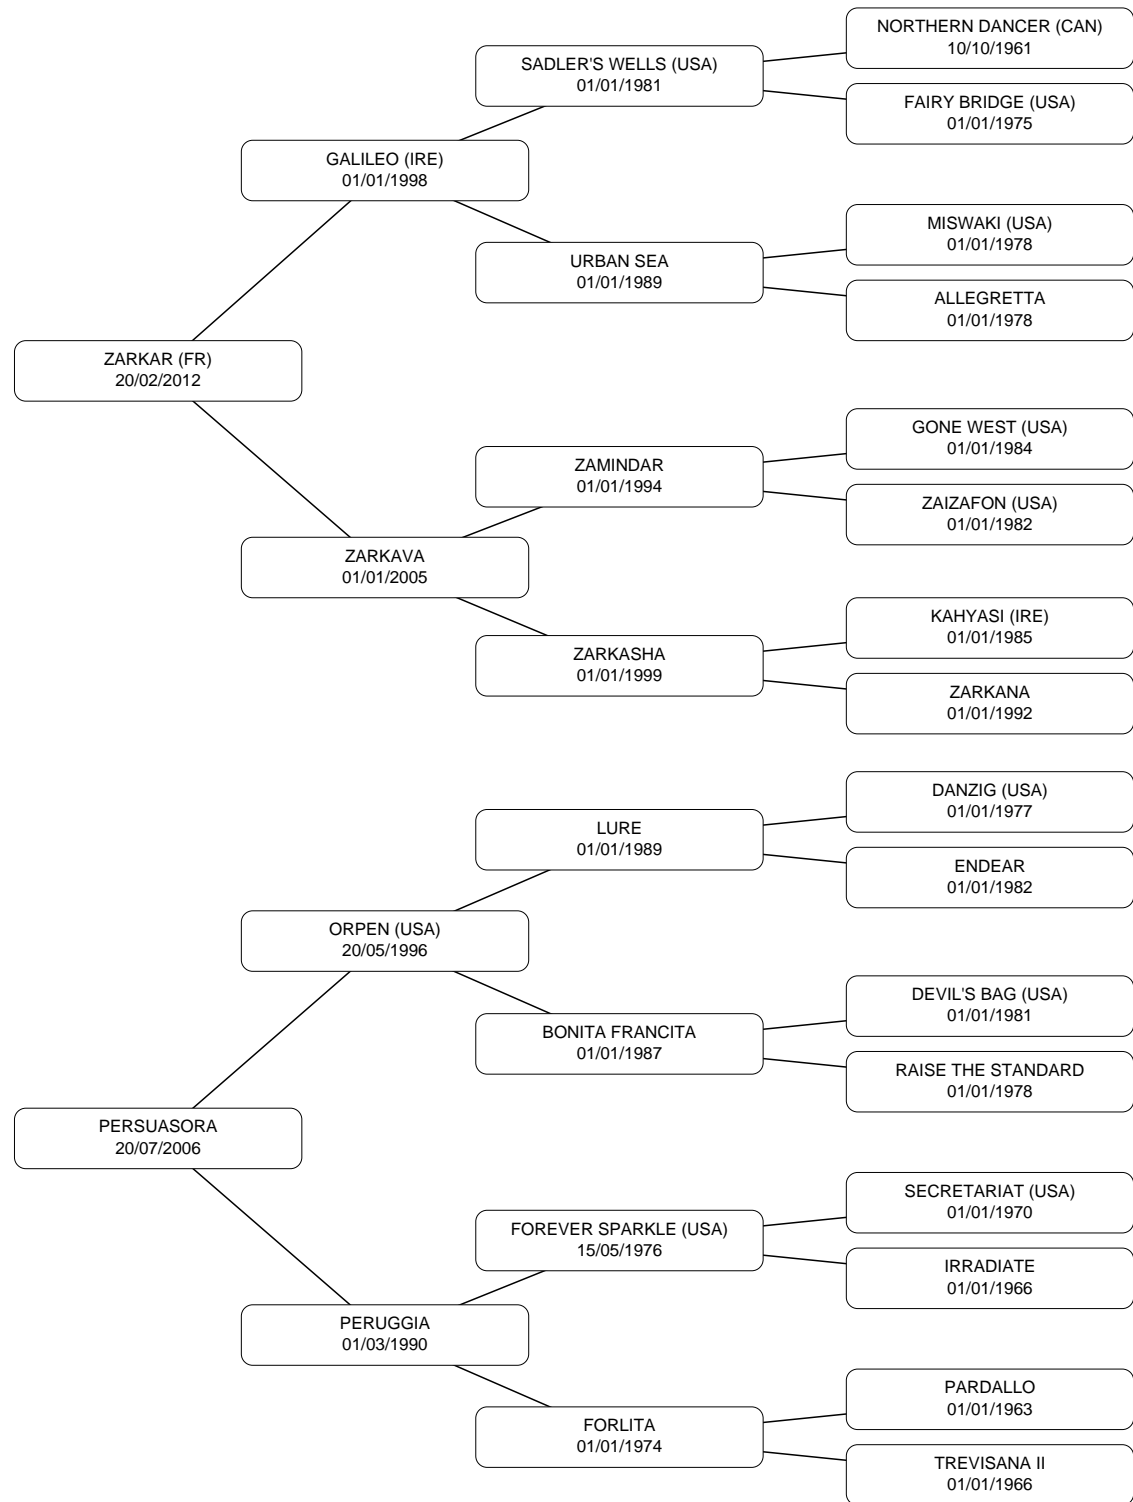 NORTHERN DANCER (CAN)
10/10/1961
SADLER'S WELLS (USA)
01/01/1981
FAIRY BRIDGE (USA)
01/01/1975
GALILEO (IRE)
01/01/1998
MISWAKI (USA)
01/01/1978
URBAN SEA
01/01/1989
ALLEGRETTA
01/01/1978
ZARKAR (FR)
20/02/2012
GONE WEST (USA)
01/01/1984
ZAMINDAR
01/01/1994
ZAIZAFON (USA)
01/01/1982
ZARKAVA
01/01/2005
KAHYASI (IRE)
01/01/1985
ZARKASHA
01/01/1999
ZARKANA
01/01/1992
DANZIG (USA)
01/01/1977
LURE
01/01/1989
ENDEAR
01/01/1982
ORPEN (USA)
20/05/1996
DEVIL'S BAG (USA)
01/01/1981
BONITA FRANCITA
01/01/1987
RAISE THE STANDARD
01/01/1978
PERSUASORA
20/07/2006
SECRETARIAT (USA)
01/01/1970
FOREVER SPARKLE (USA)
15/05/1976
IRRADIATE
01/01/1966
PERUGGIA
01/03/1990
PARDALLO
01/01/1963
FORLITA
01/01/1974
TREVISANA II
01/01/1966